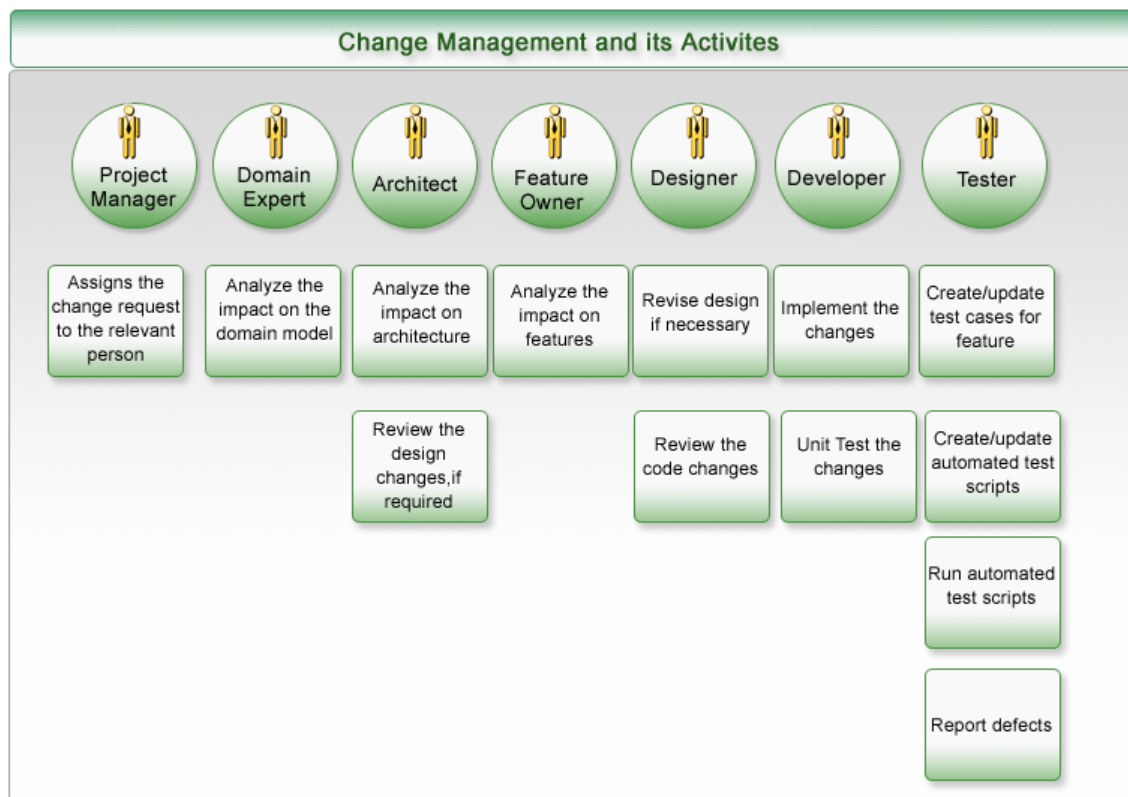 Change Management and its Activites
Project
Manager
Domain
Expert
Architect
Feature
Owner
Designer
Developer
Tester
Assigns the
change request
to the relevant
person
Analyze the
impact on the
domain model
Analyze the
impact on
architecture
Analyze the
impact on
features
Revise design
if necessary
Implement the
changes
Create/update
test cases for
feature
Review the
design
changes,if
required
Review the
code changes
Unit Test the
changes
Create/update
automated test
scripts
Run automated
test scripts
Report defects